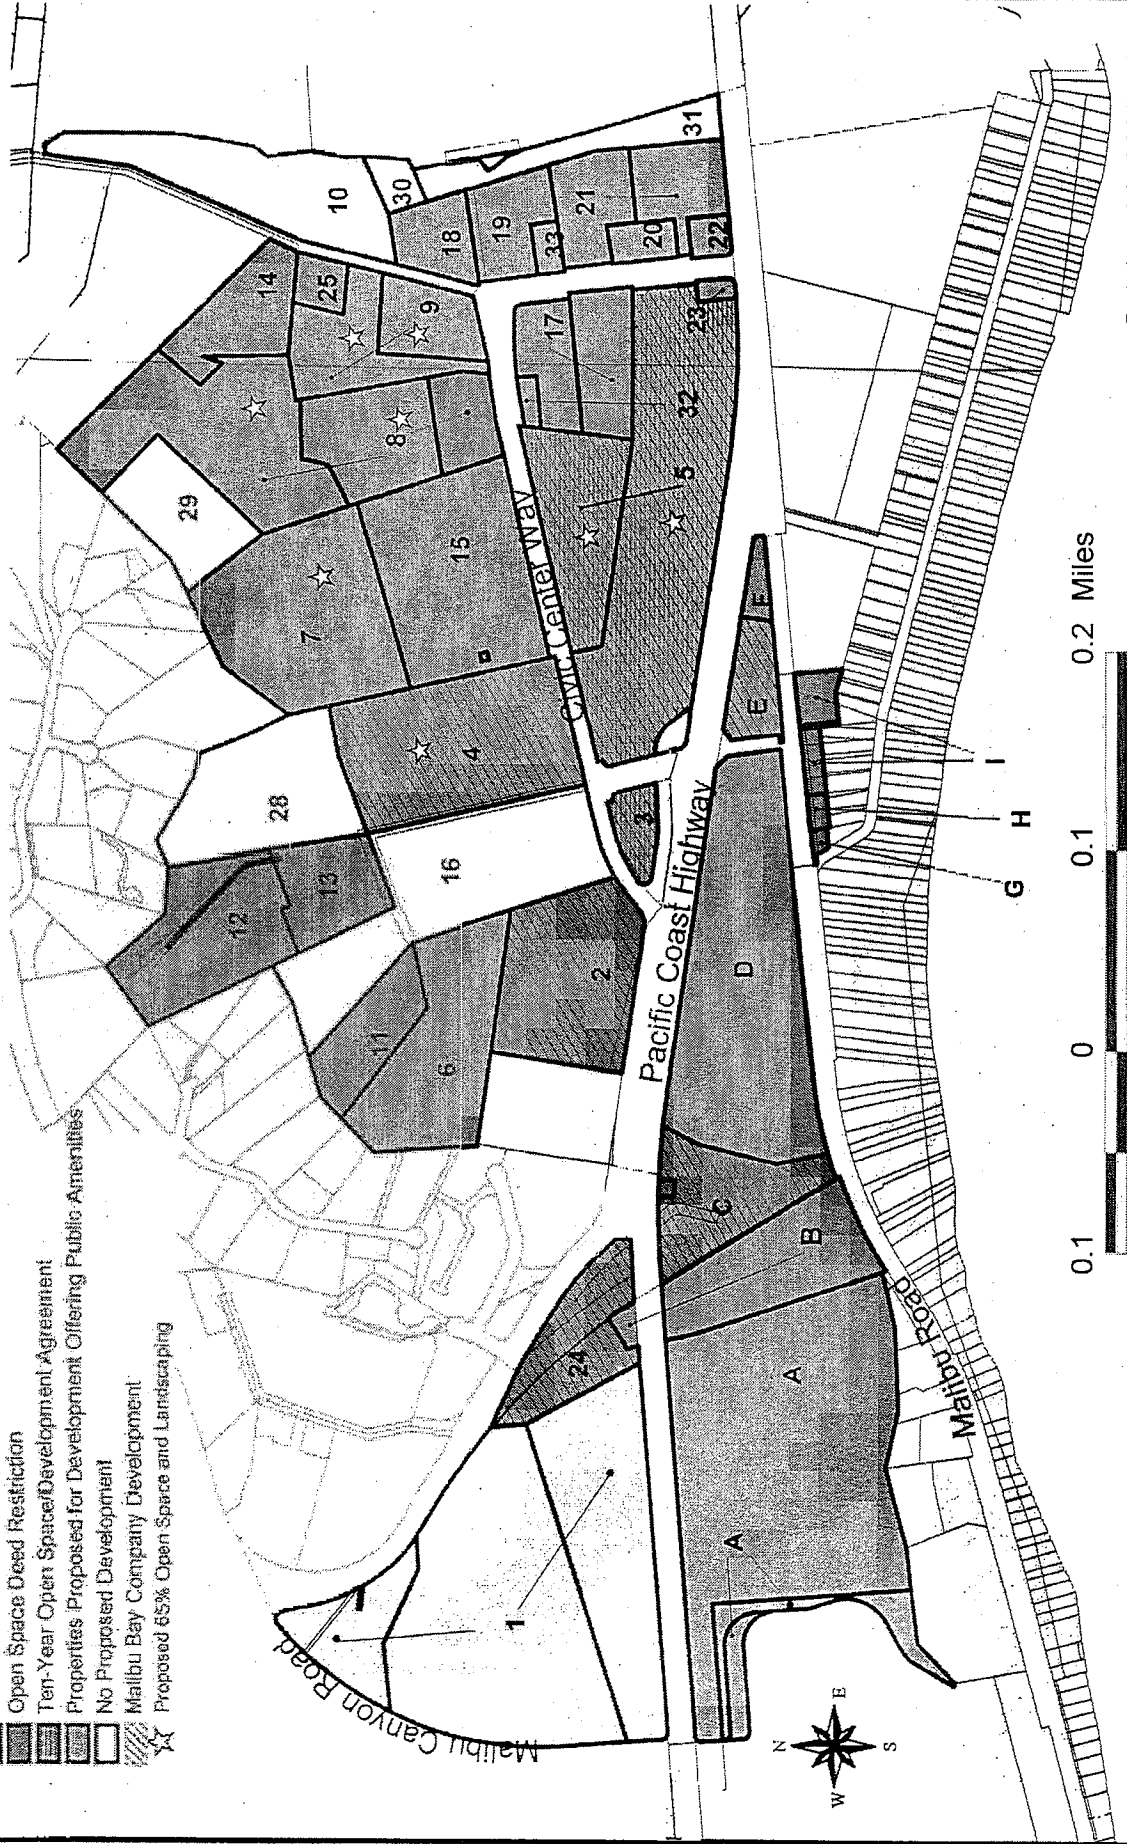 Open Space Deed Restriction
Ten-Year Open Space/Development Agreement
Properties Proposed for Development Offering Public Amenities
No Proposed Development
Malibu Bay Company Development
Proposed 65% Open Space and Landscaping
Malibu Canyon Road
Pacific Coast Highway
Civic Center Way
Malibu Road
1
24
2
3
4
5
6
7
8
9
10
11
12
13
14
15
16
17
18
19
20
21
22
23
25
28
29
30
31
32
33
A
A
B
C
D
E
G
H
I
N
W
E
S
0.1
0
0.1
0.2 Miles